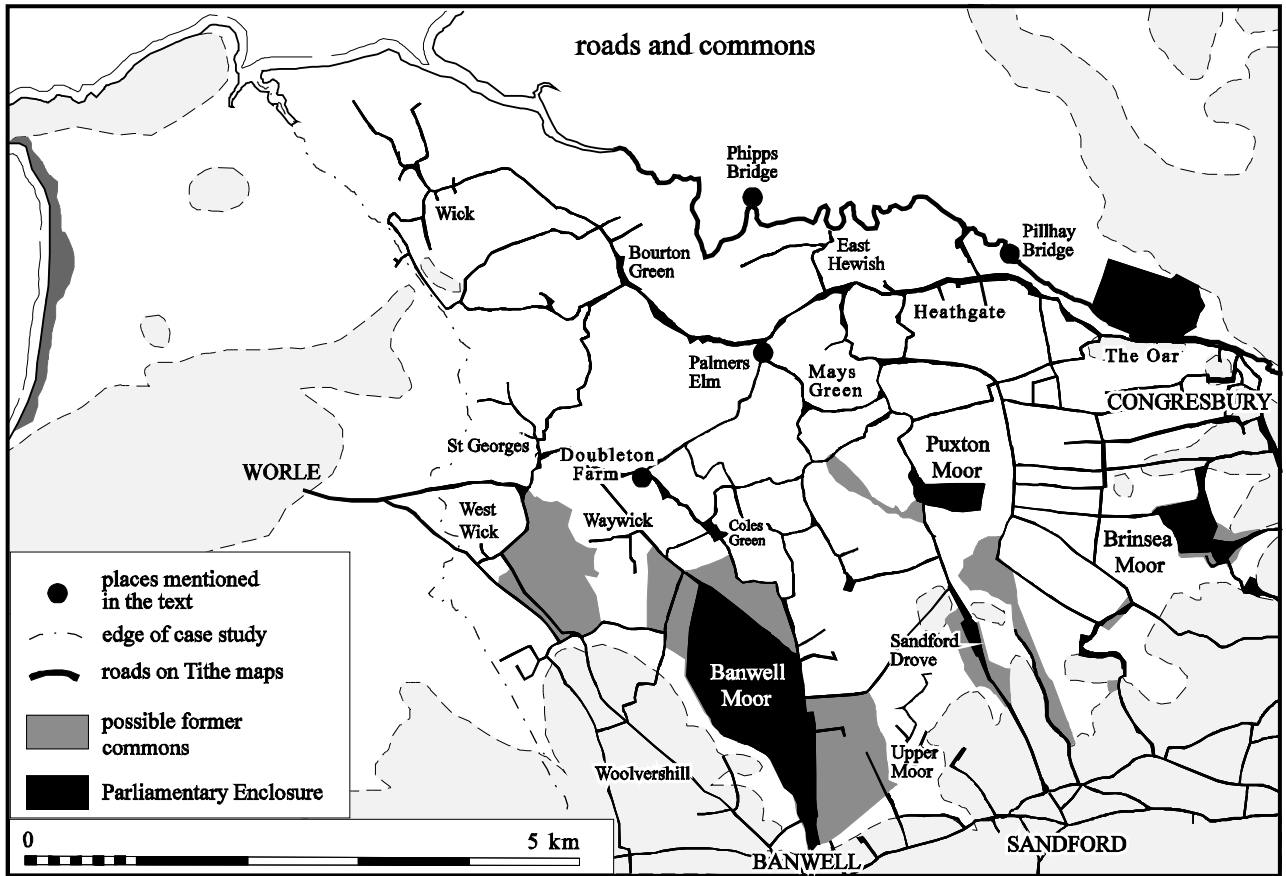 roads and commons
Phipps
Bridge
Wick
Pillhay
Bridge
East
Hewish
Bourton
Green
Heathgate
The Oar
Palmers
Elm
Mays
Green
CONGRESBURY
St Georges
Doubleton
Farm
Puxton
Moor
WORLE
West
Wick
Waywick
Coles
Green
Brinsea
Moor
places mentioned
in the text
edge of case study
roads on Tithe maps
possible former
commons
Parliamentary Enclosure
Sandford
Drove
Banwell
Moor
Upper
Moor
Woolvershill
0
5 km
SANDFORD
BANWELL